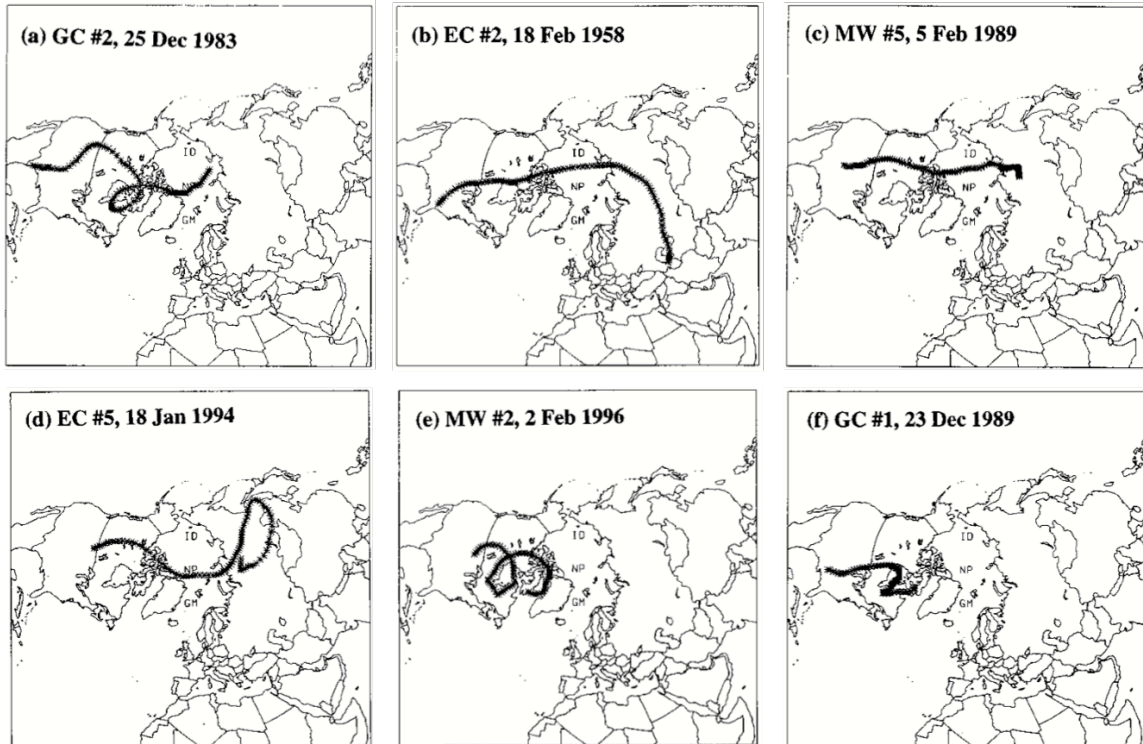 (a) GC #2, 25 Dec 1983
(b) EC #2, 18 Feb 1958
(c) MW #5, 5 Feb 1989
ID
NP
GM
ID
NP
GM
ID
NP
GM
(d) EC #5, 18 Jan 1994
(e) MW #2, 2 Feb 1996
(f) GC #1, 23 Dec 1989
ID
NP
GM
ID
NP
GM
ID
NP
GM